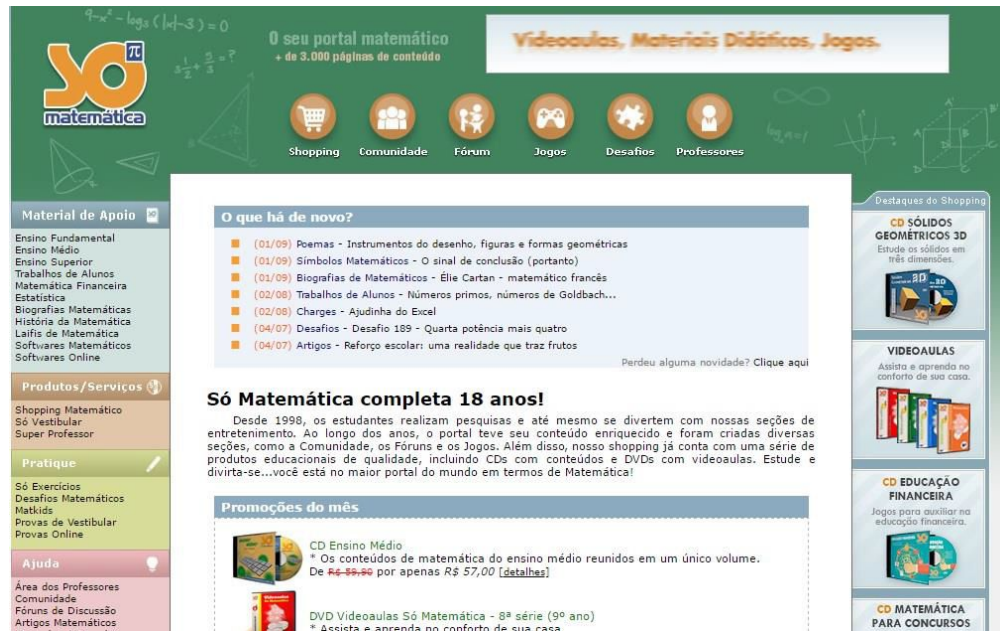 9-x² - log₃(|x|-3) = 0
só π
matemática
O seu portal matemático
+ de 3.000 páginas de conteúdo
Videoaulas, Materiais Didáticos, Jogos.
Shopping Comunidade Fórum Jogos Desafios Professores
Material de Apoio
Ensino Fundamental
Ensino Médio
Ensino Superior
Trabalhos de Alunos
Matemática Financeira
Estatística
Biografias Matemáticas
História da Matemática
Laifis de Matemática
Softwares Matemáticos
Softwares Online
Produtos/Serviços
Shopping Matemático
Só Vestibular
Super Professor
Pratique
Só Exercícios
Desafios Matemáticos
Matkids
Provas de Vestibular
Provas Online
Ajuda
Área dos Professores
Comunidade
Fóruns de Discussão
Artigos Matemáticos
O que há de novo?
(01/09) Poemas - Instrumentos do desenho, figuras e formas geométricas
(01/09) Símbolos Matemáticos - O sinal de conclusão (portanto)
(01/09) Biografias de Matemáticos - Élie Cartan - matemático francês
(02/08) Trabalhos de Alunos - Números primos, números de Goldbach...
(02/08) Charges - Ajudinha do Excel
(04/07) Desafios - Desafio 189 - Quarta potência mais quatro
(04/07) Artigos - Reforço escolar: uma realidade que traz frutos
Perdeu alguma novidade? Clique aqui
Só Matemática completa 18 anos!
Desde 1998, os estudantes realizam pesquisas e até mesmo se divertem com nossas seções de
entretenimento. Ao longo dos anos, o portal teve seu conteúdo enriquecido e foram criadas diversas
seções, como a Comunidade, os Fóruns e os Jogos. Além disso, nosso shopping já conta com uma série de
produtos educacionais de qualidade, incluindo CDs com conteúdos e DVDs com videoaulas. Estude e
divirta-se...você está no maior portal do mundo em termos de Matemática!
Promoções do mês
CD Ensino Médio
* Os conteúdos de matemática do ensino médio reunidos em um único volume.
De R$ 59,90 por apenas R$ 57,00 [detalhes]
DVD Videoaulas Só Matemática - 8ª série (9º ano)
* Assista e aprenda no conforto de sua casa
Destaques do Shopping
CD SÓLIDOS
GEOMÉTRICOS 3D
Estude os sólidos em
três dimensões.
VIDEOAULAS
Assista e aprenda no
conforto de sua casa.
CD EDUCAÇÃO
FINANCEIRA
Jogos para auxiliar na
educação financeira.
CD MATEMÁTICA
PARA CONCURSOS